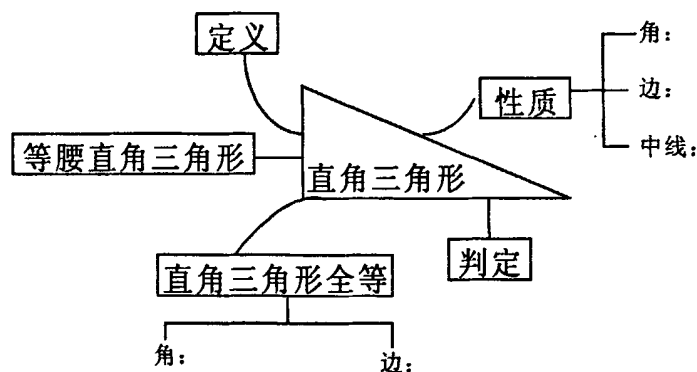 定义
角：
性质
边：
中线：
等腰直角三角形
直角三角形
直角三角形全等
判定
角：
边：